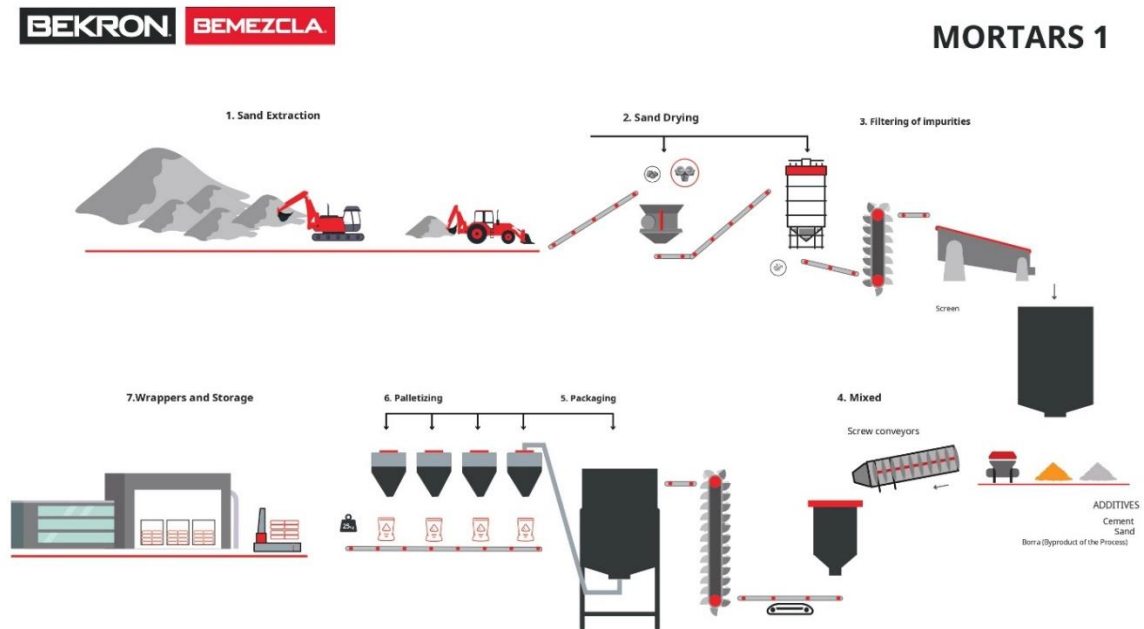 BEKRON.
BEMEZCLA.
MORTARS 1
1. Sand Extraction
2. Sand Drying
3. Filtering of impurities
Screen
7.Wrappers and Storage
6. Palletizing
5. Packaging
4. Mixed
Screw conveyors
ADDITIVES
Cement
Sand
Borra (Byproduct of the Process)